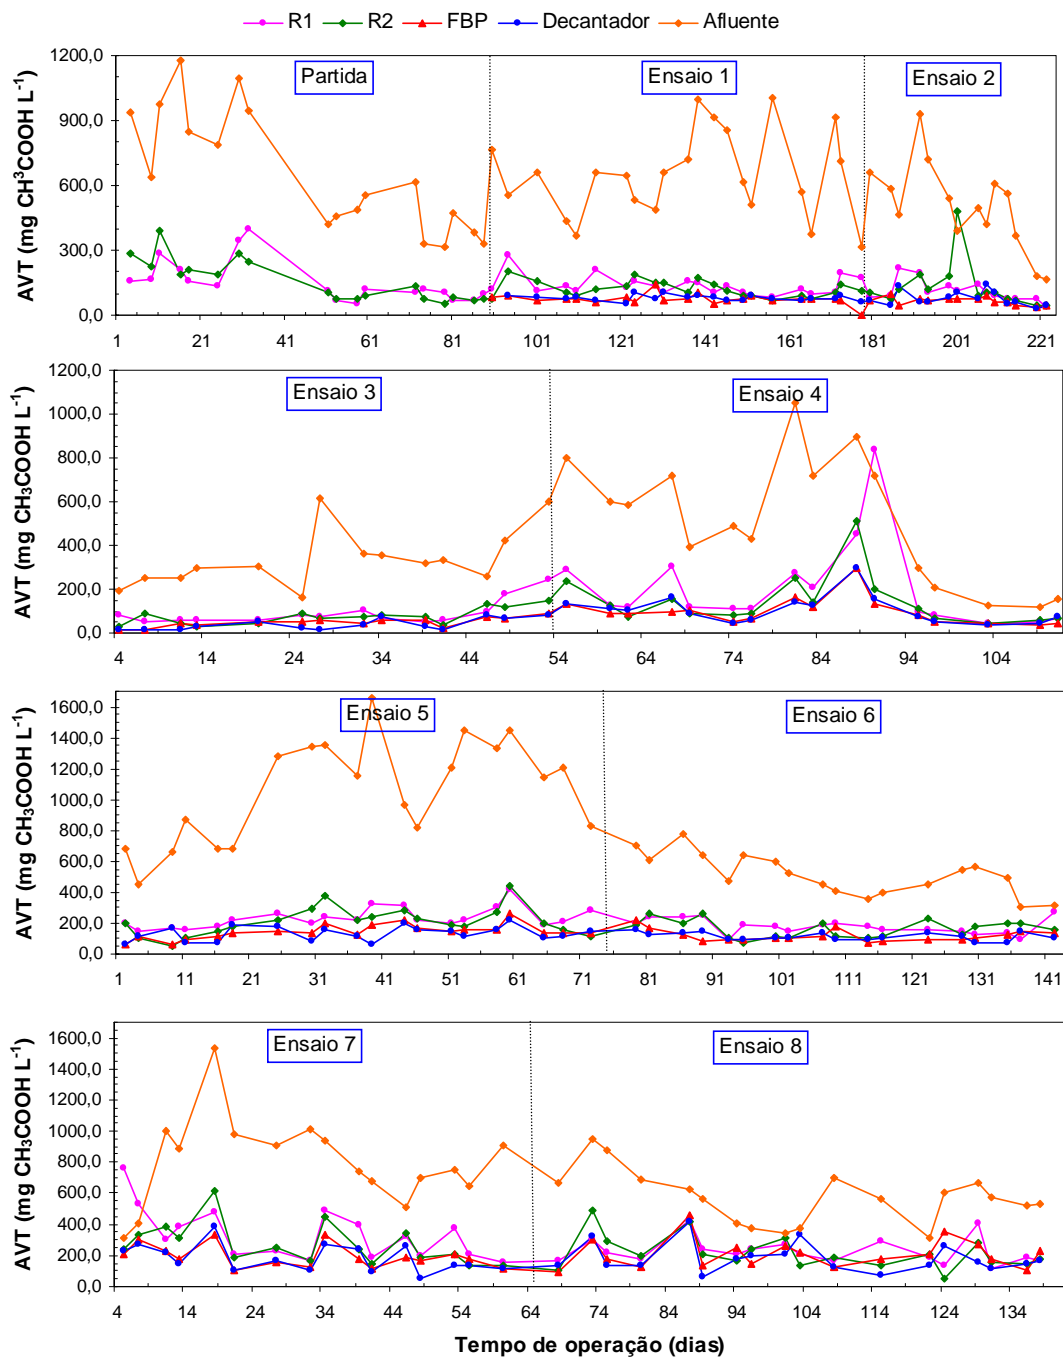 R1 R2 FBP Decantador Afluente
AVT (mg CH³COOH L⁻¹)
1200,0
900,0
600,0
300,0
0,0
Partida
Ensaio 1
Ensaio 2
1 21 41 61 81 101 121 141 161 181 201 221
AVT (mg CH₃COOH L⁻¹)
1200,0
1000,0
800,0
600,0
400,0
200,0
0,0
Ensaio 3
Ensaio 4
4 14 24 34 44 54 64 74 84 94 104
AVT (mg CH₃COOH L⁻¹)
1600,0
1400,0
1200,0
1000,0
800,0
600,0
400,0
200,0
0,0
Ensaio 5
Ensaio 6
1 11 21 31 41 51 61 71 81 91 101 111 121 131 141
AVT (mg CH₃COOH L⁻¹)
1600,0
1400,0
1200,0
1000,0
800,0
600,0
400,0
200,0
0,0
Ensaio 7
Ensaio 8
4 14 24 34 44 54 64 74 84 94 104 114 124 134
Tempo de operação (dias)